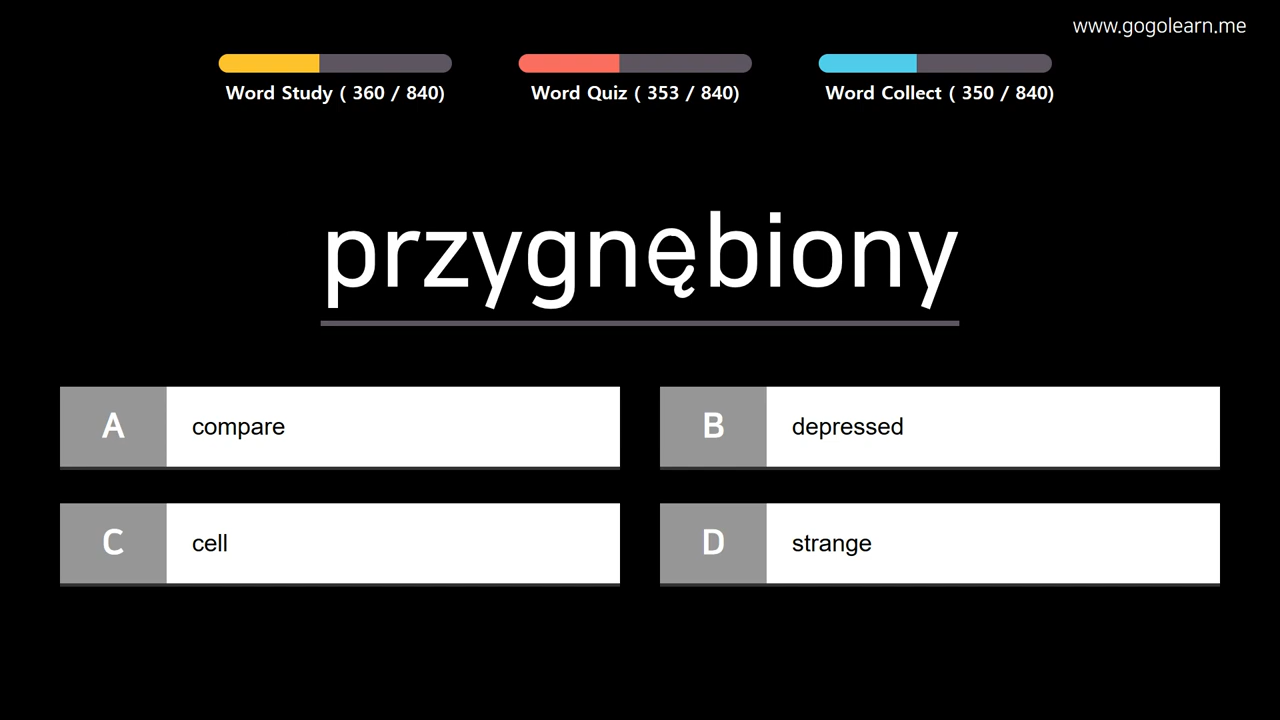 www.gogolearn.me
Word Study ( 360 / 840)
Word Quiz ( 353 / 840)
Word Collect ( 350 / 840)
przygnębiony
A compare
B depressed
C cell
D strange